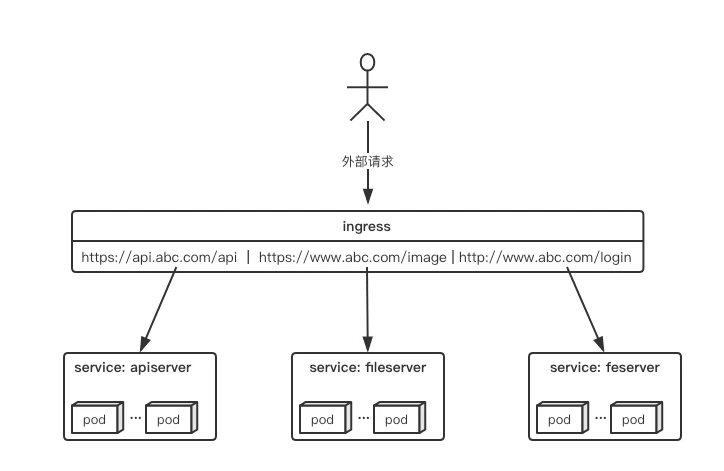 外部请求
ingress
https://api.abc.com/api | https://www.abc.com/image | http://www.abc.com/login
service: apiserver
pod ... pod
service: fileserver
pod ... pod
service: feserver
pod ... pod